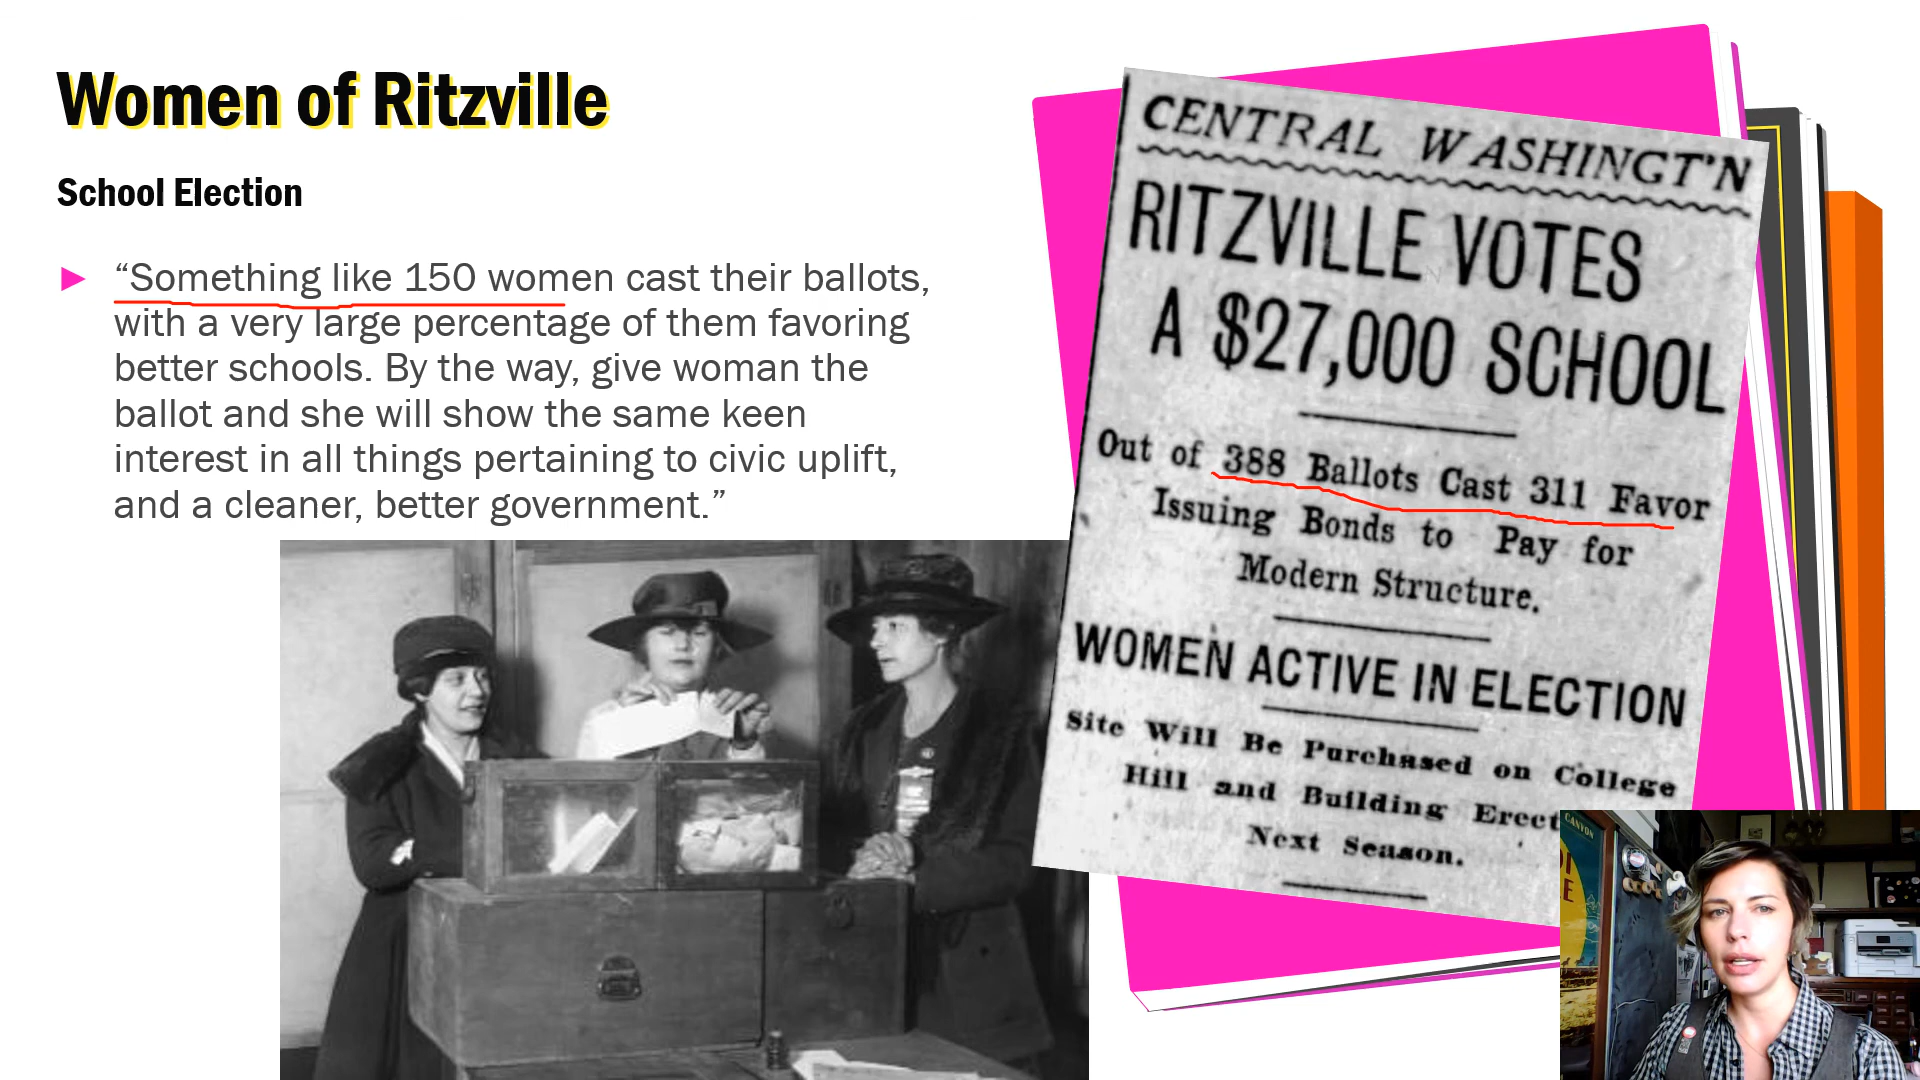 Women of Ritzville
School Election
“Something like 150 women cast their ballots,
with a very large percentage of them favoring
better schools. By the way, give woman the
ballot and she will show the same keen
interest in all things pertaining to civic uplift,
and a cleaner, better government.”
CENTRAL WASHINGT'N
RITZVILLE VOTES
A $27,000 SCHOOL
Out of 388 Ballots Cast 311 Favor
Issuing Bonds to Pay for
Modern Structure.
WOMEN ACTIVE IN ELECTION
Site Will Be Purchased on College
Hill and Building Erect
Next Season.
CANYON